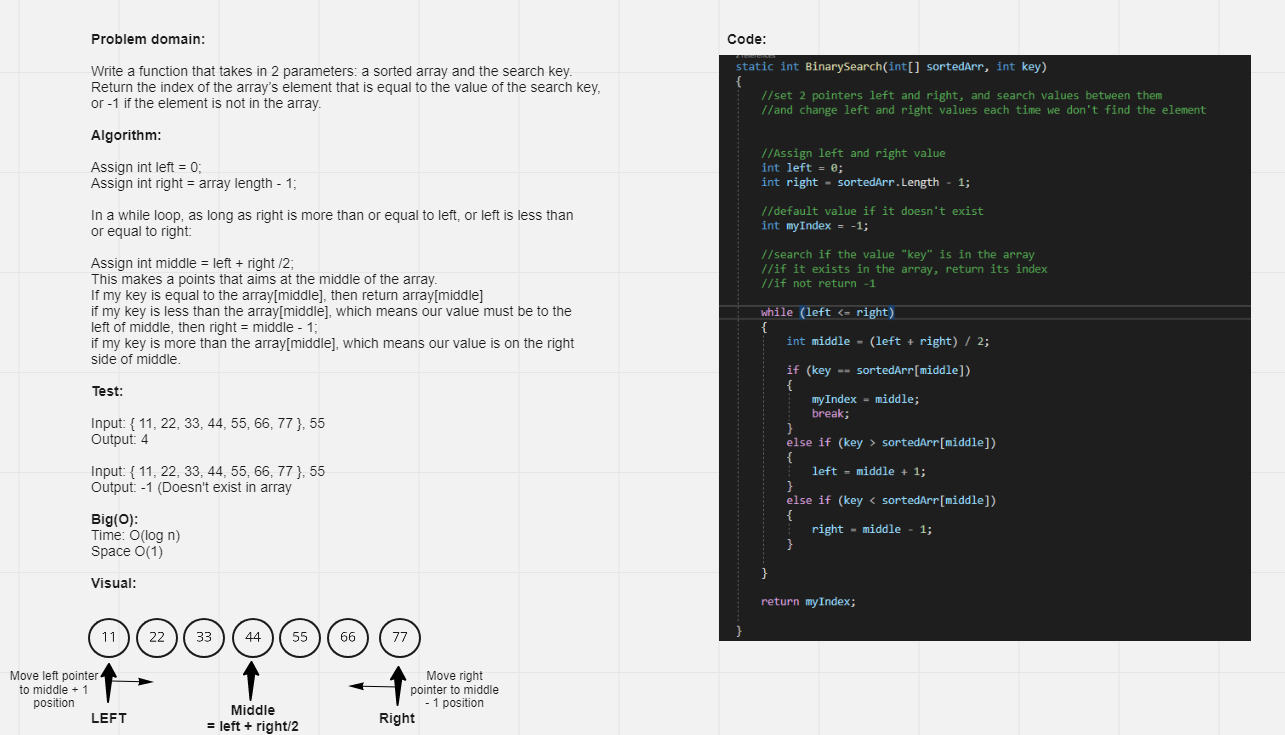 Problem domain:
Write a function that takes in 2 parameters: a sorted array and the search key.
Return the index of the array's element that is equal to the value of the search key,
or -1 if the element is not in the array.
Algorithm:
Assign int left = 0;
Assign int right = array length - 1;
In a while loop, as long as right is more than or equal to left, or left is less than
or equal to right:
Assign int middle = left + right /2;
This makes a points that aims at the middle of the array.
If my key is equal to the array[middle], then return array[middle]
if my key is less than the array[middle], which means our value must be to the
left of middle, then right = middle - 1;
if my key is more than the array[middle], which means our value is on the right
side of middle.
Test:
Input: { 11, 22, 33, 44, 55, 66, 77 }, 55
Output: 4
Input: { 11, 22, 33, 44, 55, 66, 77 }, 55
Output: -1 (Doesn't exist in array
Big(O):
Time: O(log n)
Space O(1)
Visual:
11 22 33 44 55 66 77
Move left pointer
to middle + 1
position
LEFT
Middle
= left + right/2
Right
Move right
pointer to middle
- 1 position
Code:
static int BinarySearch(int[] sortedArr, int key)
{
//set 2 pointers left and right, and search values between them
//and change left and right values each time we don't find the element
//Assign left and right value
int left = 0;
int right = sortedArr.Length - 1;
//default value if it doesn't exist
int myIndex = -1;
//search if the value "key" is in the array
//if it exists in the array, return its index
//if not return -1
while (left <= right)
{
int middle = (left + right) / 2;
if (key == sortedArr[middle])
{
myIndex = middle;
break;
}
else if (key > sortedArr[middle])
{
left = middle + 1;
}
else if (key < sortedArr[middle])
{
right = middle - 1;
}
}
return myIndex;
}